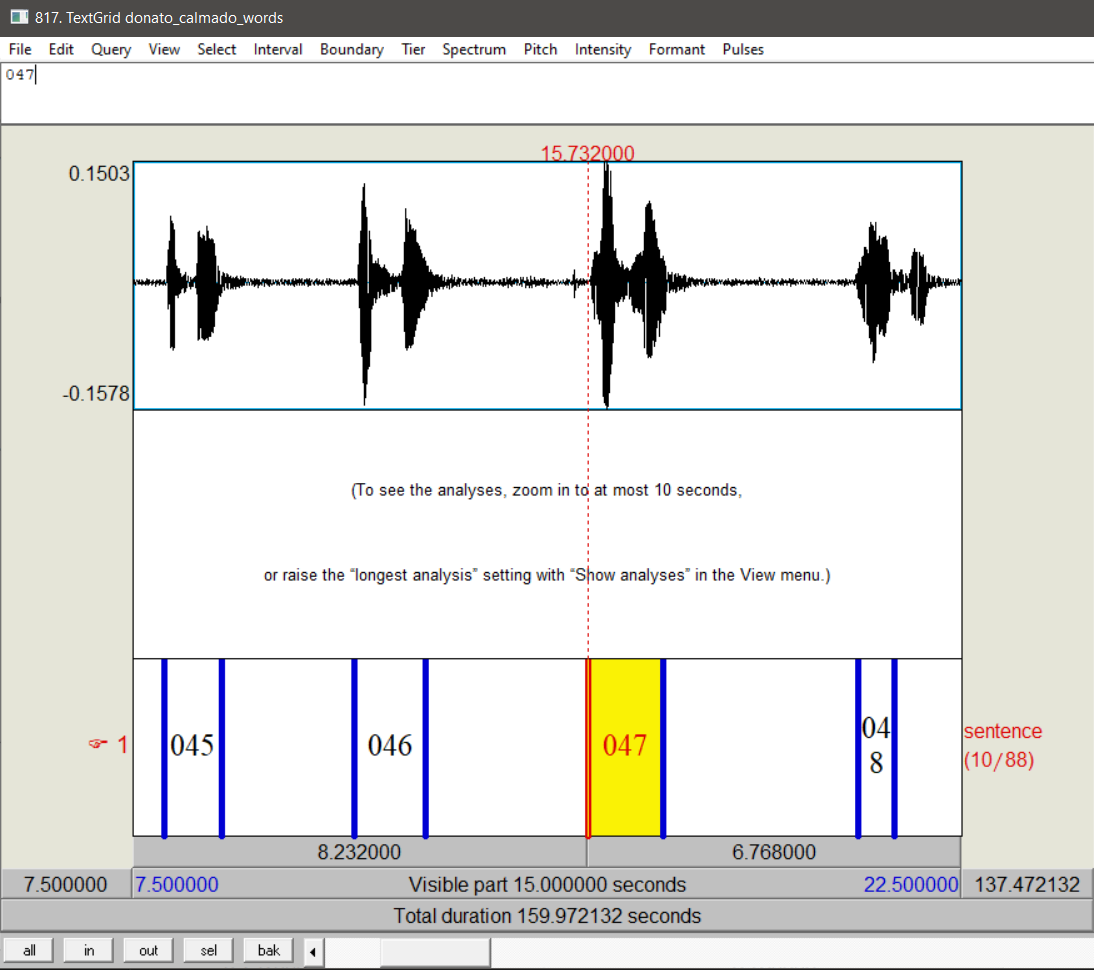 817. TextGrid donato_calmado_words
File Edit Query View Select Interval Boundary Tier Spectrum Pitch Intensity Formant Pulses
047
15.732000
0.1503
-0.1578
(To see the analyses, zoom in to at most 10 seconds,
or raise the “longest analysis” setting with “Show analyses” in the View menu.)
☞ 1
045
046
047
04
8
sentence
(10/88)
8.232000 6.768000
7.500000 7.500000 Visible part 15.000000 seconds 22.500000 137.472132
Total duration 159.972132 seconds
all in out sel bak